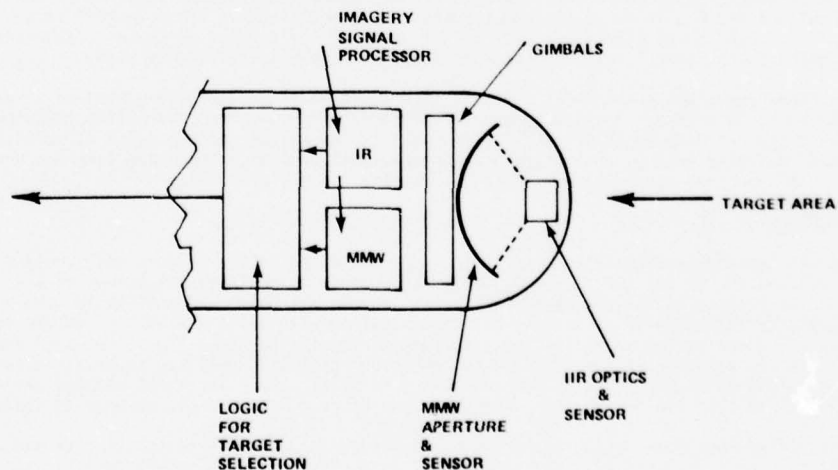 IMAGERY
SIGNAL
PROCESSOR
GIMBALS
IR
MMW
TARGET AREA
LOGIC
FOR
TARGET
SELECTION
MMW
APERTURE
&
SENSOR
IIR OPTICS
&
SENSOR